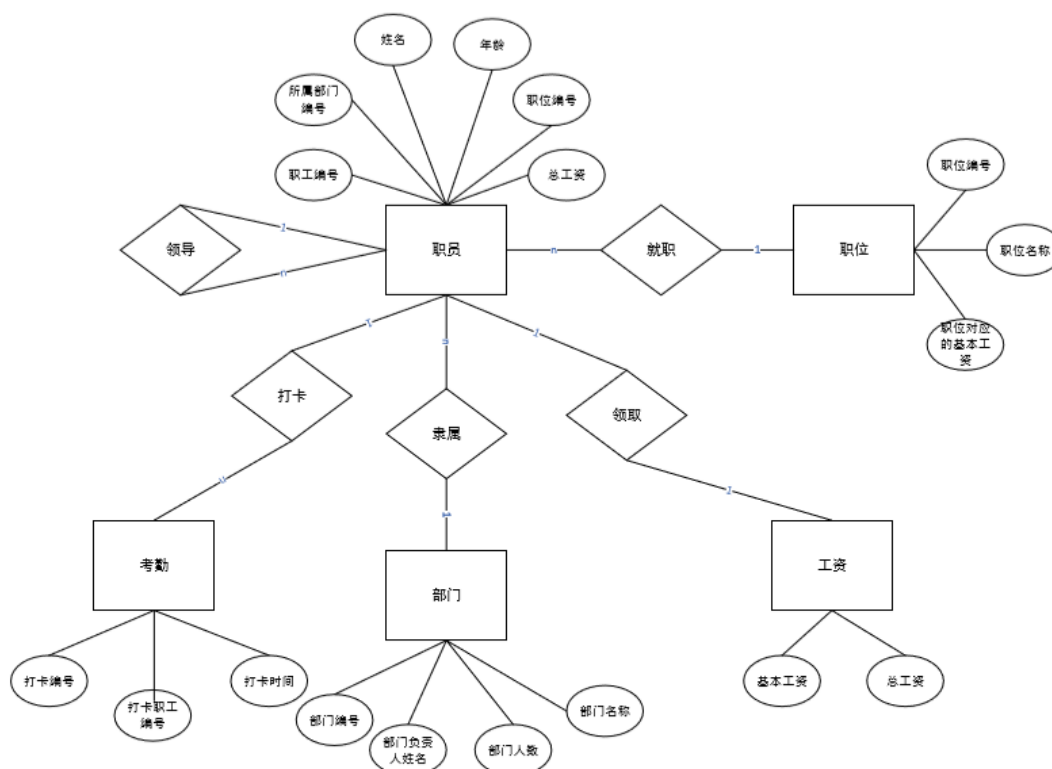 姓名
年龄
所属部门
编号
职位编号
职工编号
总工资
职位编号
领导
1
n
职员
n
就职
1
职位
职位名称
职位对应
的基本工
资
1
n
1
打卡
隶属
领取
n
1
1
考勤
部门
工资
打卡编号
打卡职工
编号
打卡时间
部门编号
部门负责
人姓名
部门人数
部门名称
基本工资
总工资